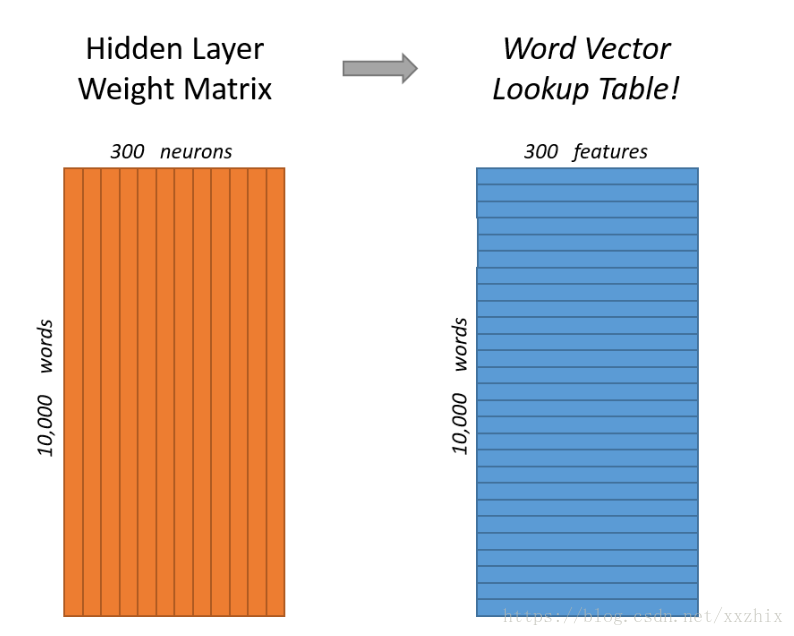 Hidden Layer
Weight Matrix
Word Vector
Lookup Table!
300 neurons
300 features
10,000 words
10,000 words
https://blog.csdn.net/xxzhix